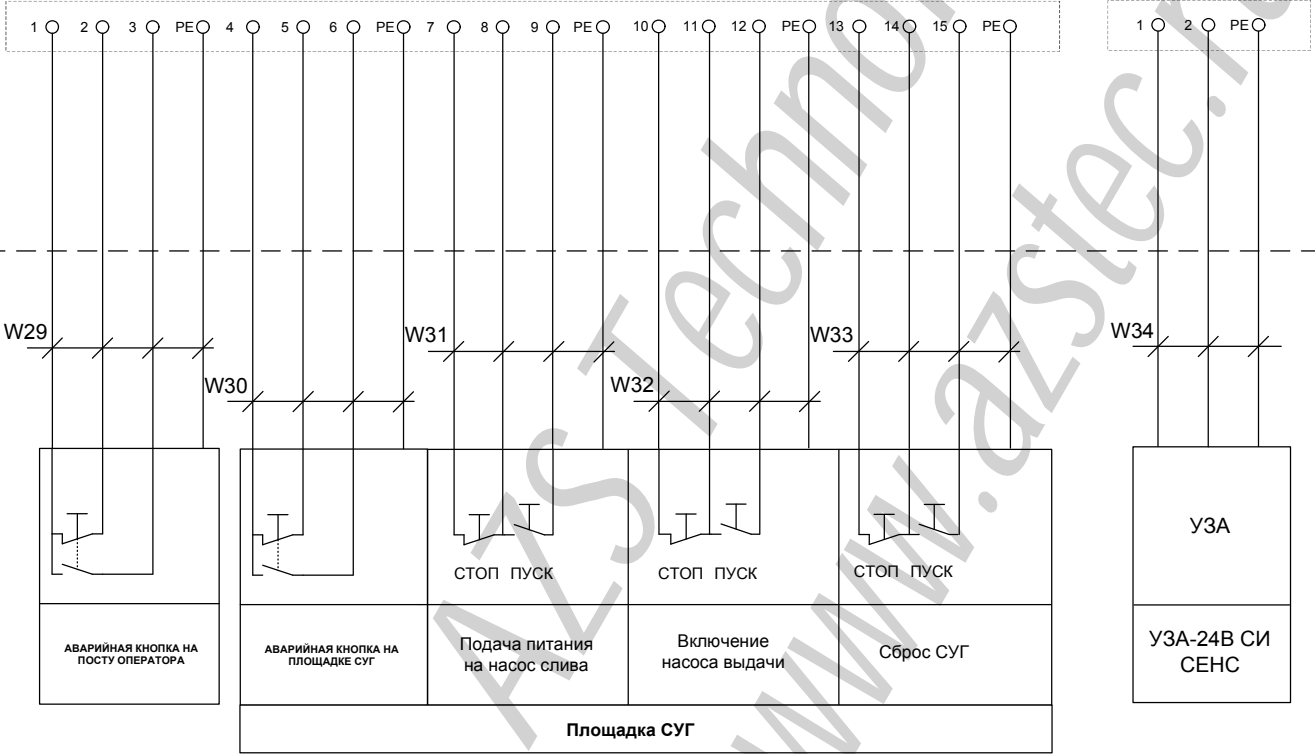 1 2 3 PE 4 5 6 PE 7 8 9 PE 10 11 12 PE 13 14 15 PE 1 2 PE
W29
W31
W33
W34
W30
W32
СТОП ПУСК
СТОП ПУСК
СТОП ПУСК
УЗА
АВАРИЙНАЯ КНОПКА НА
ПОСТУ ОПЕРАТОРА
АВАРИЙНАЯ КНОПКА НА
ПЛОЩАДКЕ СУГ
Подача питания
на насос слива
Включение
насоса выдачи
Сброс СУГ
УЗА-24В СИ
СЕНС
Площадка СУГ
AZS Techno
www.azstec.r